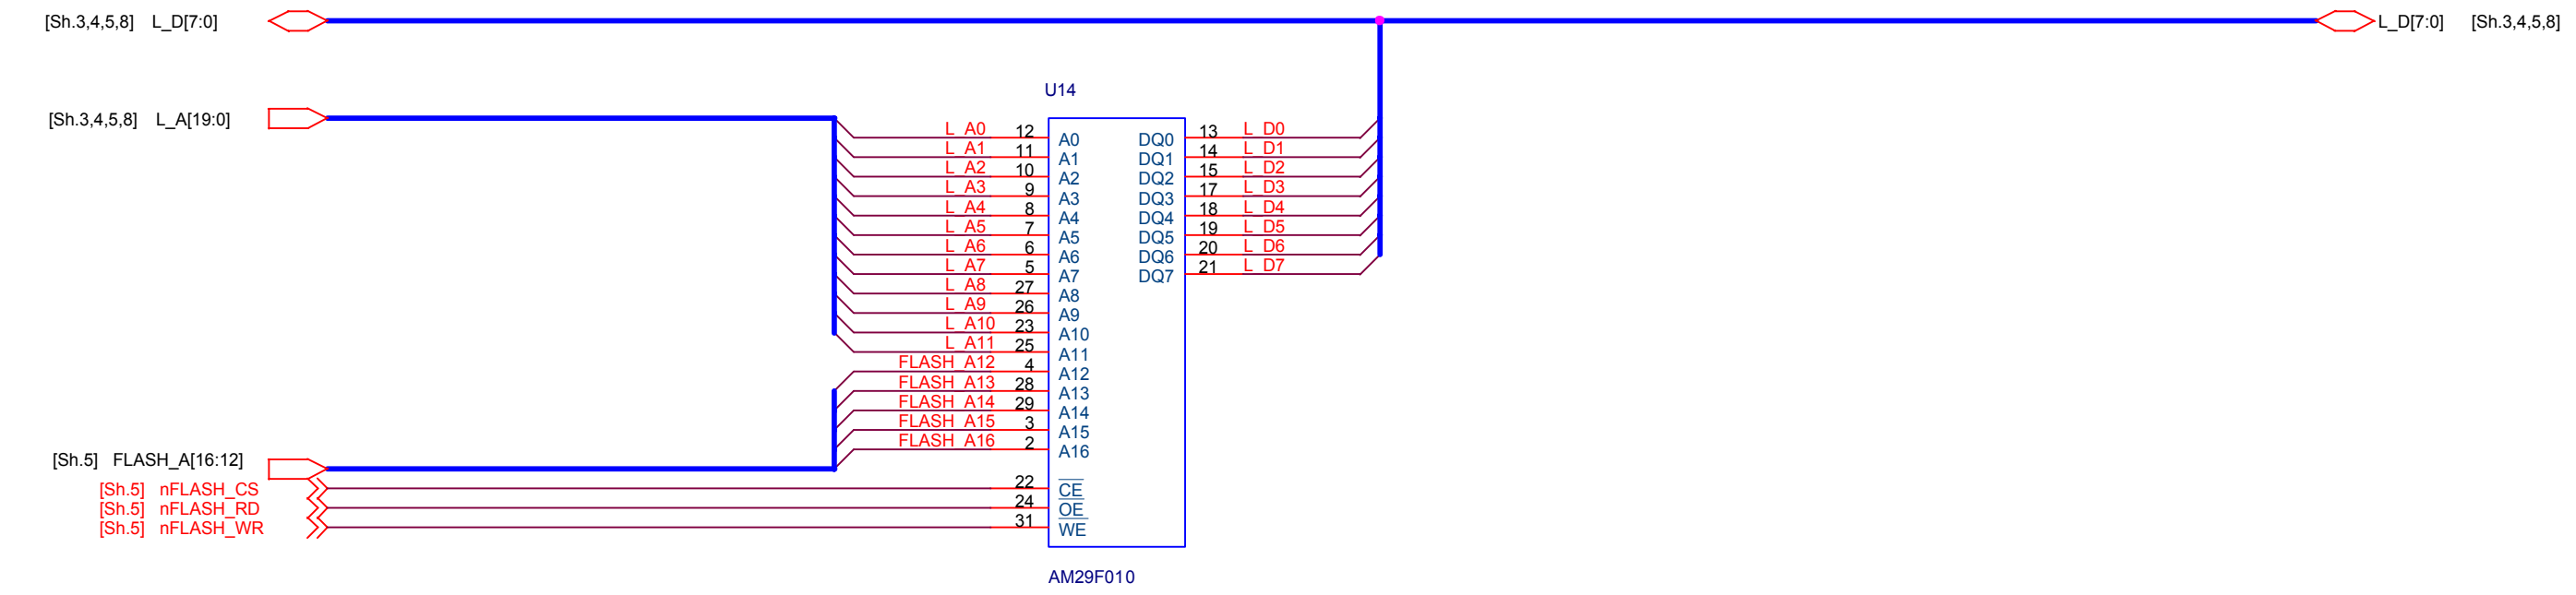 [Sh.3,4,5,8] L_D[7:0] L_D[7:0] [Sh.3,4,5,8]
U14
[Sh.3,4,5,8] L_A[19:0]
L_A0 12 A0 DQ0 13 L_D0
L_A1 11 A1 DQ1 14 L_D1
L_A2 10 A2 DQ2 15 L_D2
L_A3 9 A3 DQ3 17 L_D3
L_A4 8 A4 DQ4 18 L_D4
L_A5 7 A5 DQ5 19 L_D5
L_A6 6 A6 DQ6 20 L_D6
L_A7 5 A7 DQ7 21 L_D7
L_A8 27 A8
L_A9 26 A9
L_A10 23 A10
L_A11 25 A11
FLASH_A12 4 A12
FLASH_A13 28 A13
FLASH_A14 29 A14
FLASH_A15 3 A15
FLASH_A16 2 A16
[Sh.5] FLASH_A[16:12]
[Sh.5] nFLASH_CS 22 CE
[Sh.5] nFLASH_RD 24 OE
[Sh.5] nFLASH_WR 31 WE
AM29F010